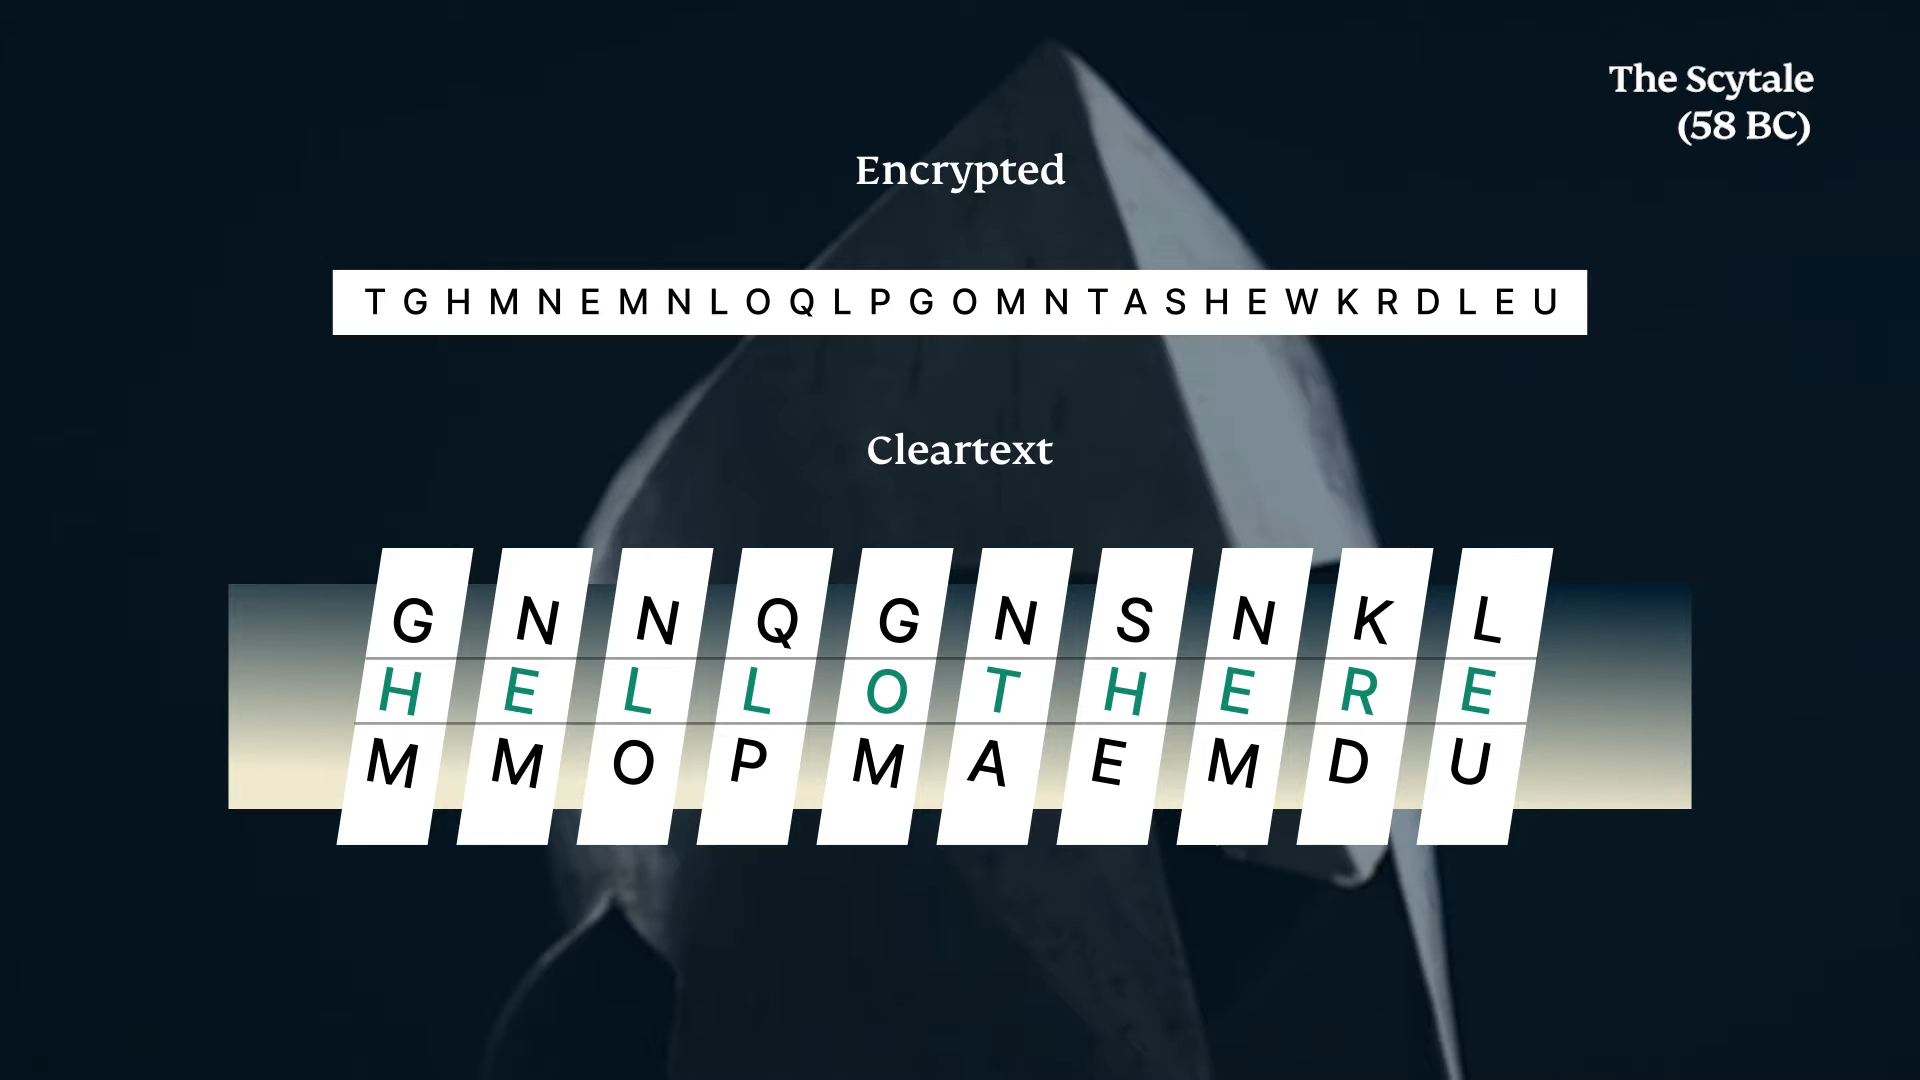 The Scytale
(58 BC)
Encrypted
T G H M N E M N L O Q L P G O M N T A S H E W K R D L E U
Cleartext
G N N Q G N S N K L
H E L L O T H E R E
M M O P M A E M D U